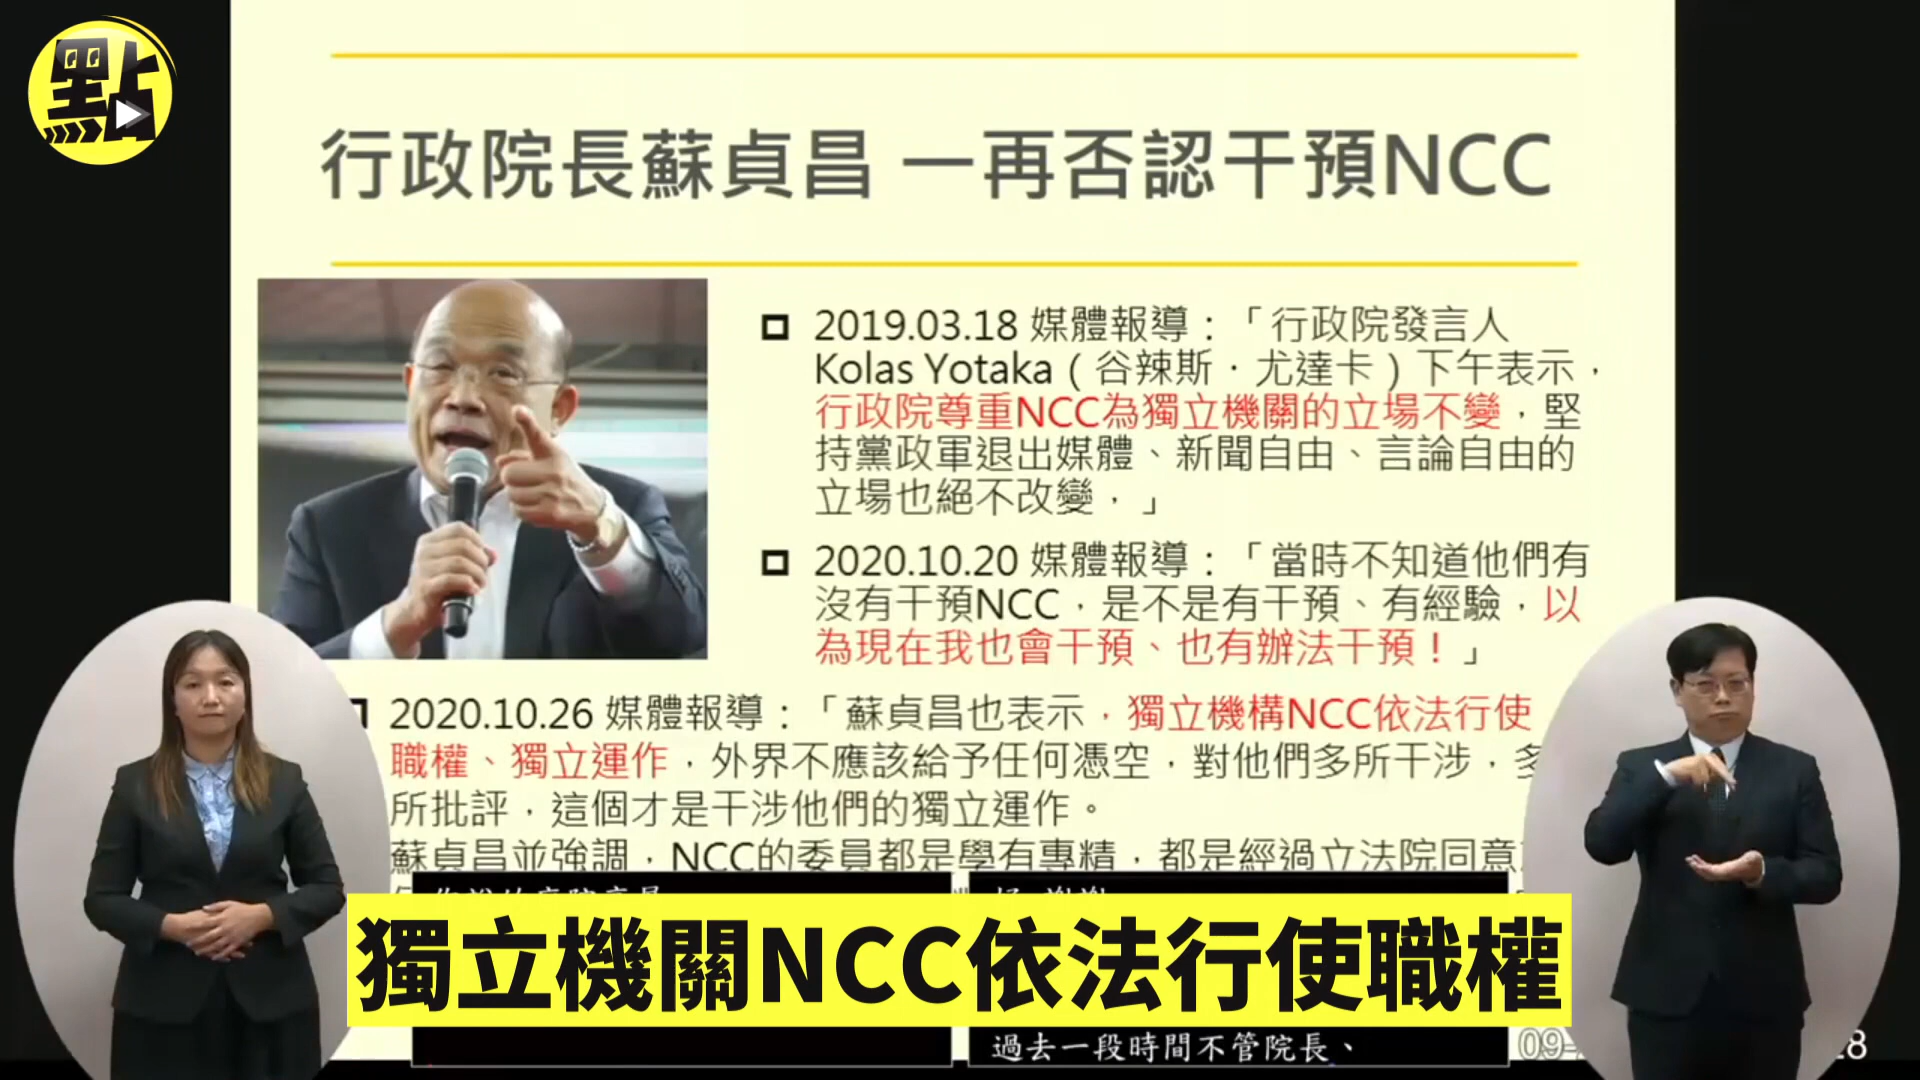 點
行政院長蘇貞昌 一再否認干預NCC
2019.03.18 媒體報導：「行政院發言人
Kolas Yotaka（谷辣斯・尤達卡）下午表示，
行政院尊重NCC為獨立機關的立場不變，堅
持黨政軍退出媒體、新聞自由、言論自由的
立場也絕不改變，」
2020.10.20 媒體報導：「當時不知道他們有
沒有干預NCC，是不是有干預、有經驗，以
為現在我也會干預、也有辦法干預！」
2020.10.26 媒體報導：「蘇貞昌也表示，獨立機構NCC依法行使
職權、獨立運作，外界不應該給予任何憑空，對他們多所干涉，多
所批評，這個才是干涉他們的獨立運作。
蘇貞昌並強調，NCC的委員都是學有專精，都是經過立法院同意
獨立機關NCC依法行使職權
過去一段時間不管院長、